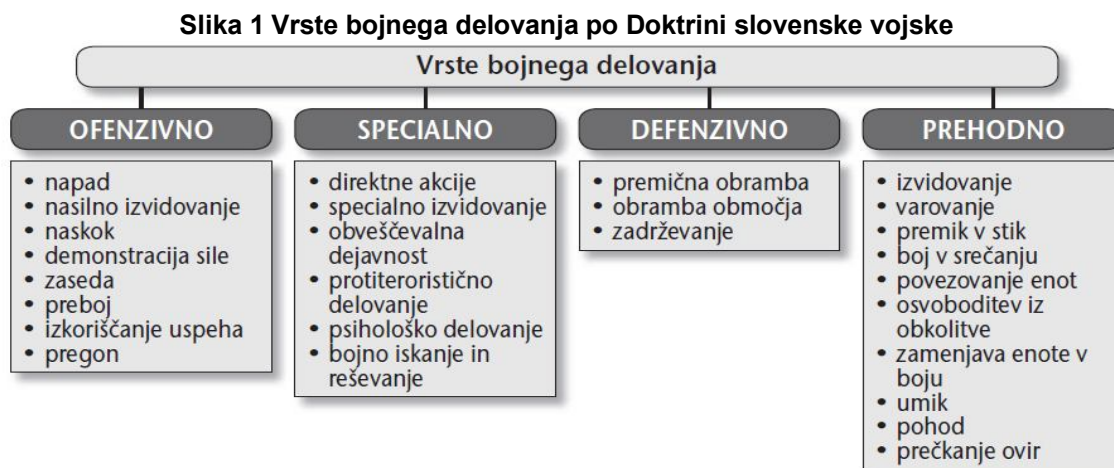 Slika 1 Vrste bojnega delovanja po Doktrini slovenske vojske
Vrste bojnega delovanja
OFENZIVNO
• napad
• nasilno izvidovanje
• naskok
• demonstracija sile
• zaseda
• preboj
• izkoriščanje uspeha
• pregon
SPECIALNO
• direktne akcije
• specialno izvidovanje
• obveščevalna
dejavnost
• protiteroristično
delovanje
• psihološko delovanje
• bojno iskanje in
reševanje
DEFENZIVNO
• premična obramba
• obramba območja
• zadrževanje
PREHODNO
• izvidovanje
• varovanje
• premik v stik
• boj v srečanju
• povezovanje enot
• osvoboditev iz
obkolitve
• zamenjava enote v
boju
• umik
• pohod
• prečkanje ovir